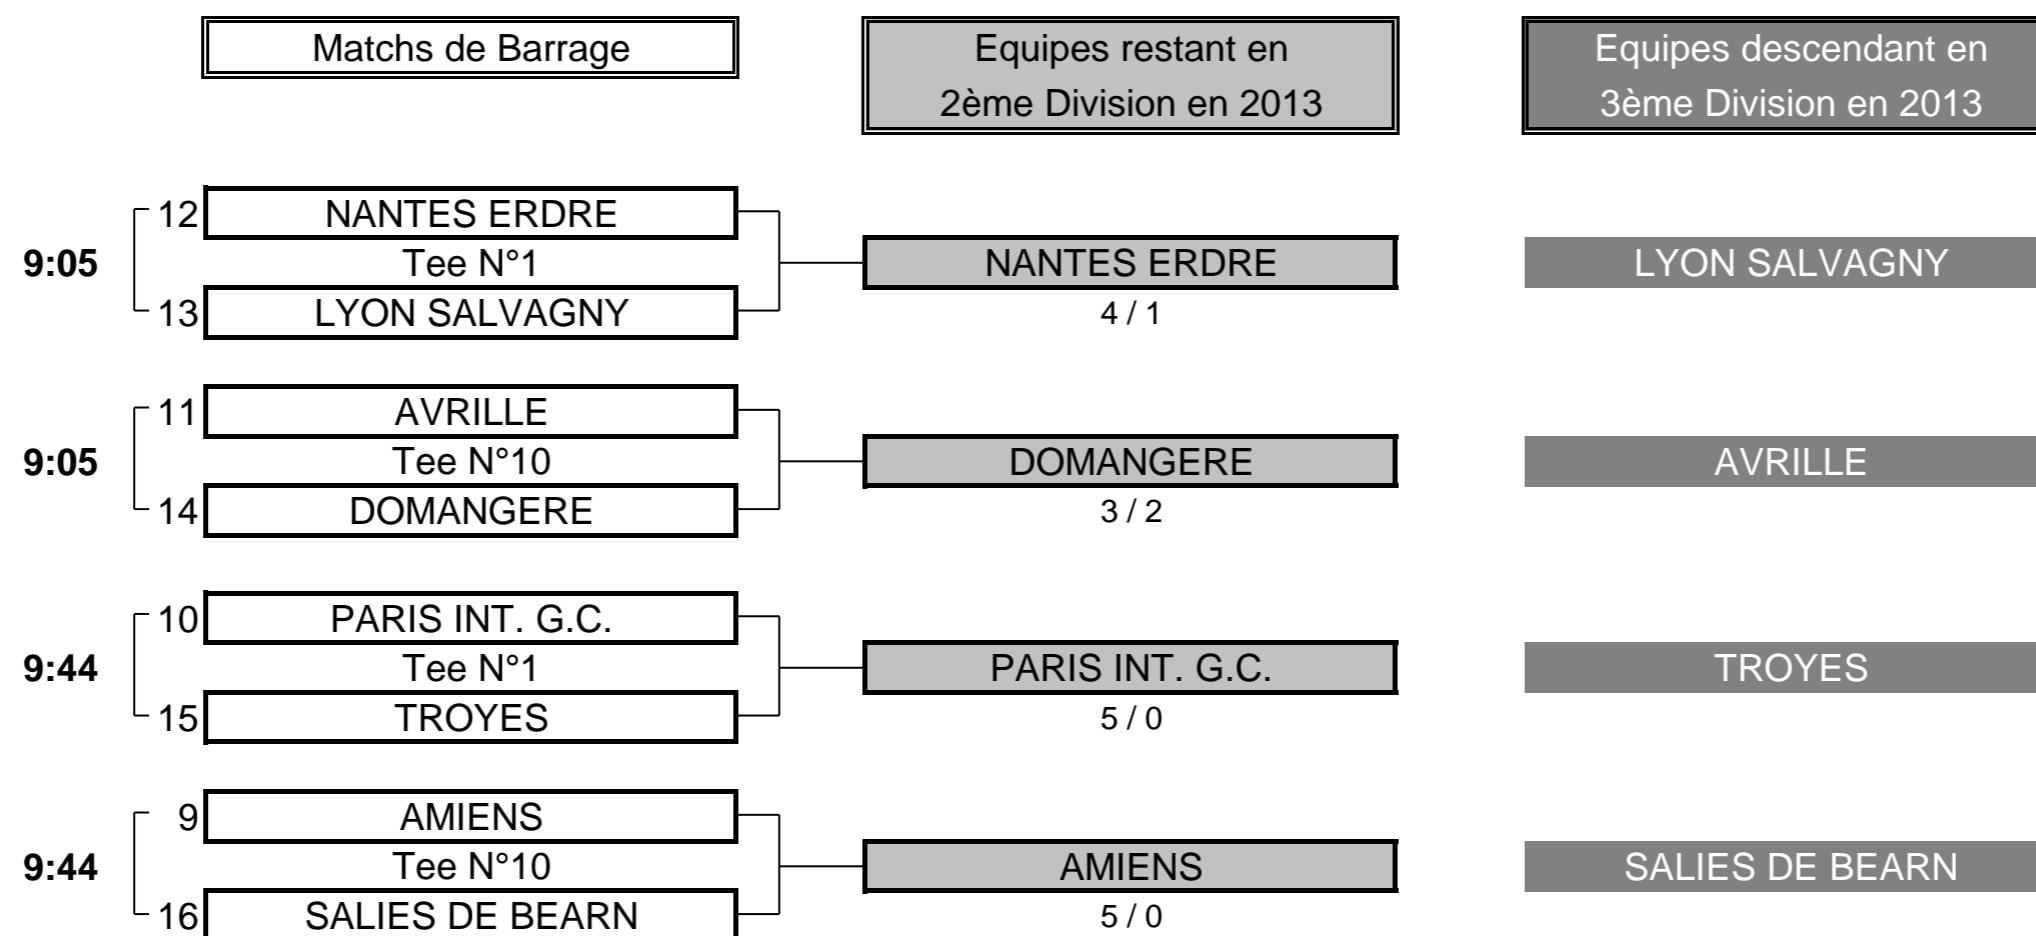 Matchs de Barrage
Equipes restant en
2ème Division en 2013
Equipes descendant en
3ème Division en 2013
12 NANTES ERDRE
9:05 Tee N°1 NANTES ERDRE LYON SALVAGNY
13 LYON SALVAGNY 4 / 1
11 AVRILLE
9:05 Tee N°10 DOMANGERE AVRILLE
14 DOMANGERE 3 / 2
10 PARIS INT. G.C.
9:44 Tee N°1 PARIS INT. G.C. TROYES
15 TROYES 5 / 0
9 AMIENS
9:44 Tee N°10 AMIENS SALIES DE BEARN
16 SALIES DE BEARN 5 / 0